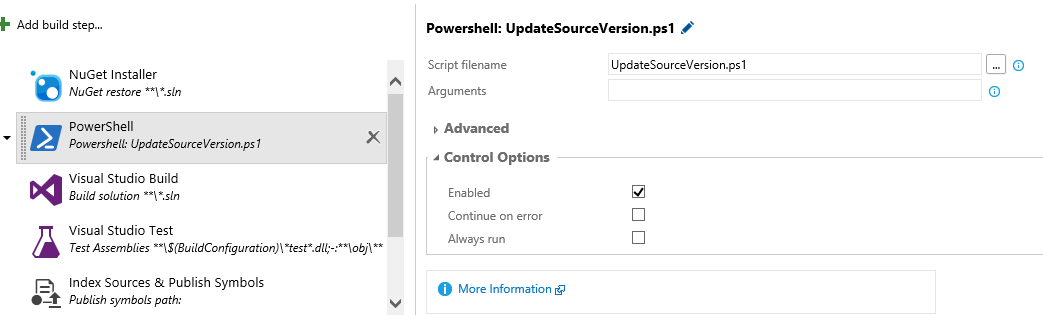 Add build step...
NuGet Installer
NuGet restore **\*.sln
PowerShell
Powershell: UpdateSourceVersion.ps1
Visual Studio Build
Build solution **\*.sln
Visual Studio Test
Test Assemblies **\$(BuildConfiguration)\*test*.dll;-:**\obj\**
Index Sources & Publish Symbols
Publish symbols path:
Powershell: UpdateSourceVersion.ps1
Script filename
UpdateSourceVersion.ps1
...
Arguments
Advanced
Control Options
Enabled
Continue on error
Always run
More Information